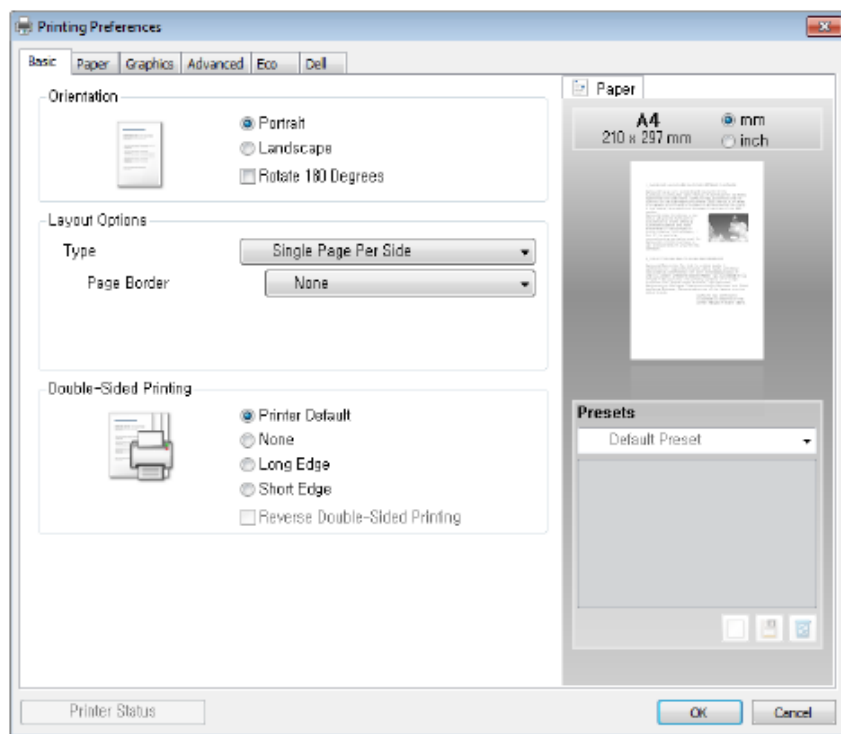 Printing Preferences
Basic Paper Graphics Advanced Eco Dell
Orientation
Portrait
Landscape
Rotate 180 Degrees
Layout Options
Type Single Page Per Side
Page Border None
Double-Sided Printing
Printer Default
None
Long Edge
Short Edge
Reverse Double-Sided Printing
Paper
A4
210 x 297 mm
mm
inch
Presets
Default Preset
Printer Status
OK Cancel